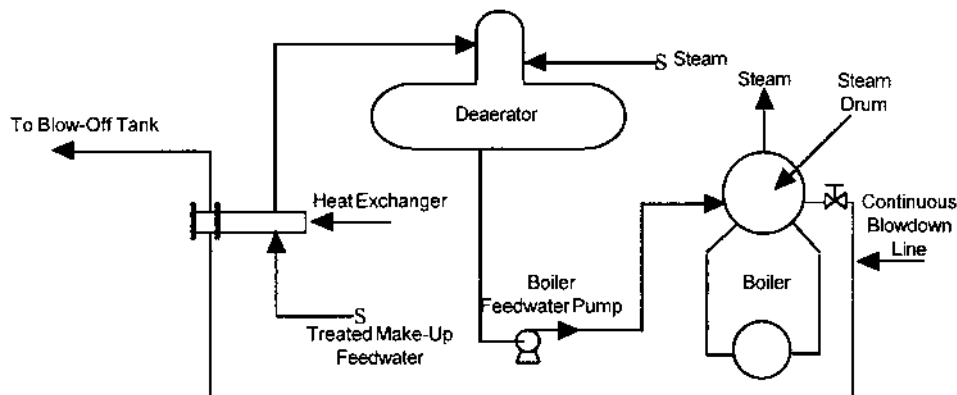 S Steam
Steam
Steam
Drum
Deaerator
To Blow-Off Tank
Heat Exchanger
Continuous
Blowdown
Line
Boiler
Feedwater Pump
Boiler
S
Treated Make-Up
Feedwater